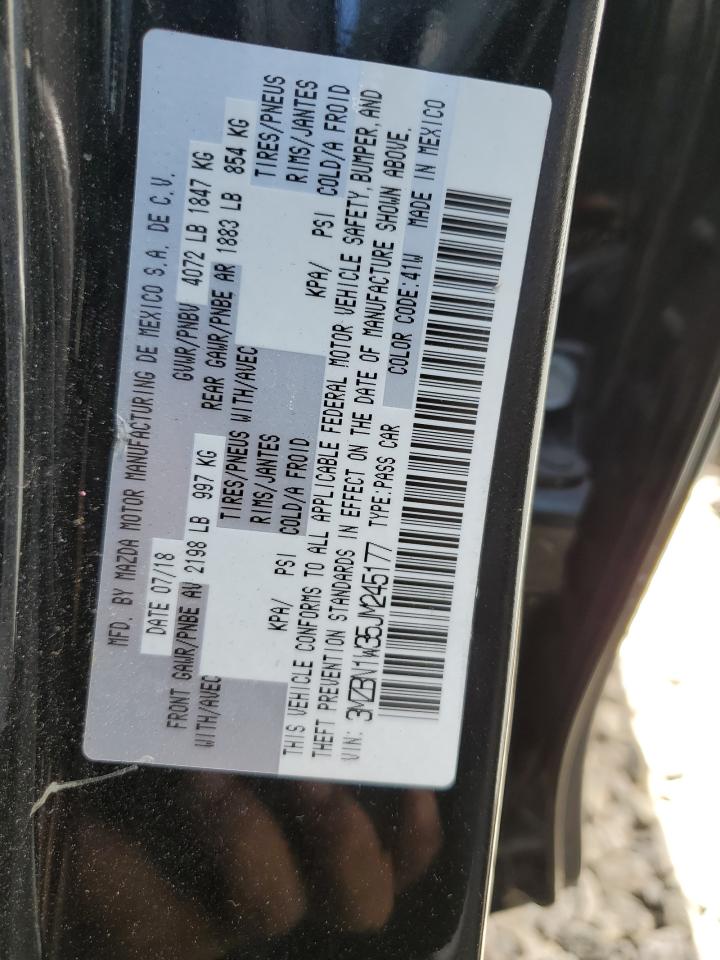 MFD. BY MAZDA MOTOR MANUFACTURING DE MEXICO S.A. DE C.V.
DATE 07/18 GVWR/PNBV 4072 LB 1847 KG
FRONT GAWR/PNBE AV 2198 LB 997 KG REAR GAWR/PNBE AR 1883 LB 854 KG
WITH/AVEC TIRES/PNEUS WITH/AVEC TIRES/PNEUS
RIMS/JANTES RIMS/JANTES
KPA/ PSI COLD/A FROID KPA/ PSI COLD/A FROID
THIS VEHICLE CONFORMS TO ALL APPLICABLE FEDERAL MOTOR VEHICLE SAFETY, BUMPER, AND
THEFT PREVENTION STANDARDS IN EFFECT ON THE DATE OF MANUFACTURE SHOWN ABOVE.
VIN: 3MZBN1W35JM245177 TYPE:PASS CAR COLOR CODE:41W MADE IN MEXICO